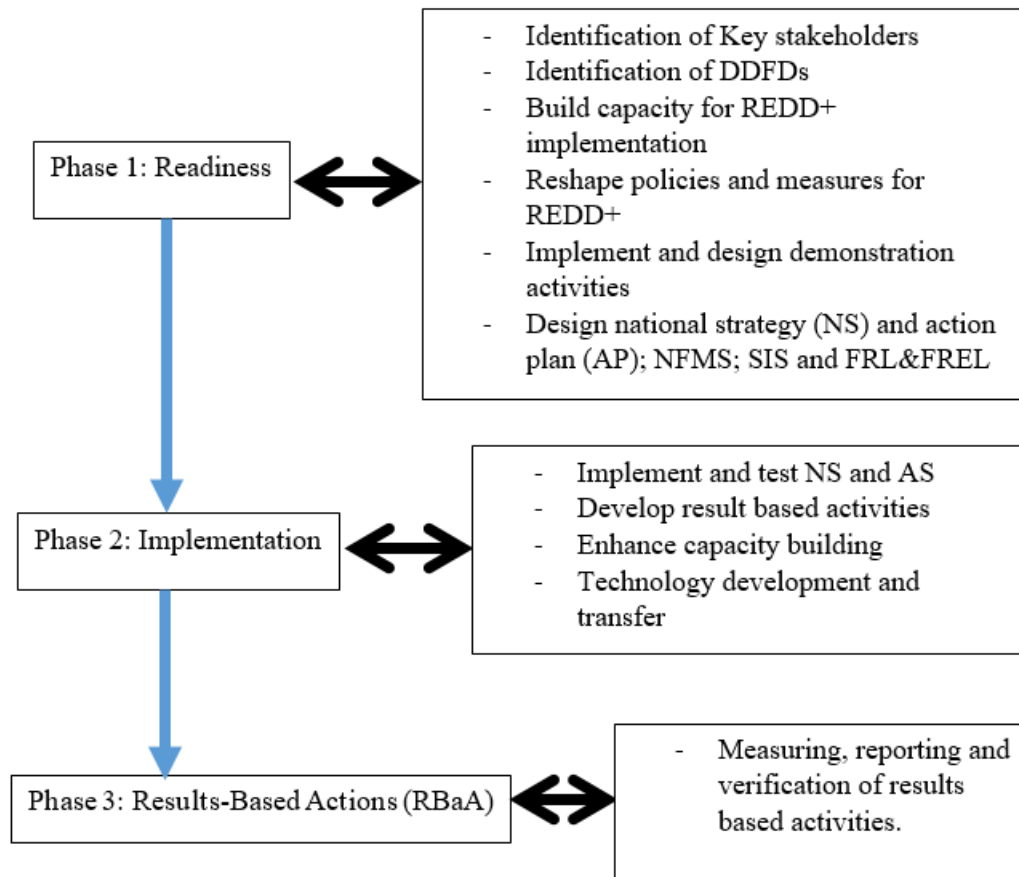 Phase 1: Readiness
- Identification of Key stakeholders
- Identification of DDFDs
- Build capacity for REDD+
implementation
- Reshape policies and measures for
REDD+
- Implement and design demonstration
activities
- Design national strategy (NS) and action
plan (AP); NFMS; SIS and FRL&FREL
Phase 2: Implementation
- Implement and test NS and AS
- Develop result based activities
- Enhance capacity building
- Technology development and
transfer
Phase 3: Results-Based Actions (RBaA)
- Measuring, reporting and
verification of results
based activities.